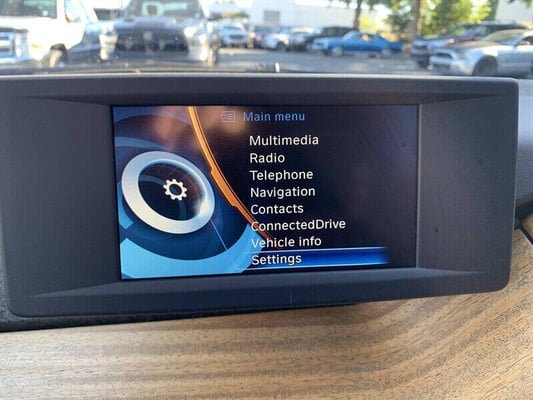 Main menu
Multimedia
Radio
Telephone
Navigation
Contacts
ConnectedDrive
Vehicle info
Settings